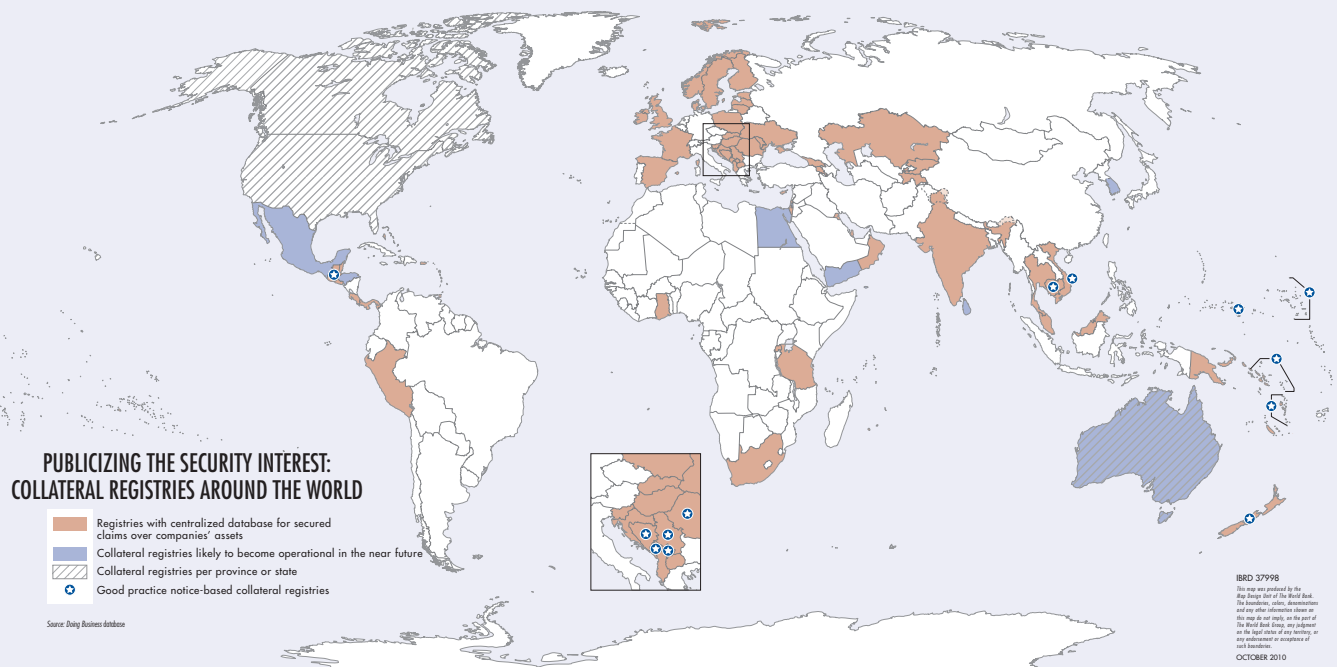 PUBLICIZING THE SECURITY INTEREST:
COLLATERAL REGISTRIES AROUND THE WORLD
Registries with centralized database for secured
claims over companies' assets
Collateral registries likely to become operational in the near future
Collateral registries per province or state
Good practice notice-based collateral registries
Source: Doing Business database
IBRD 37998
This map was produced by the
Map Design Unit of The World Bank.
The boundaries, colors, denominations
and any other information shown on
this map do not imply, on the part of
The World Bank Group, any judgment
on the legal status of any territory, or
any endorsement or acceptance of
such boundaries.
OCTOBER 2010